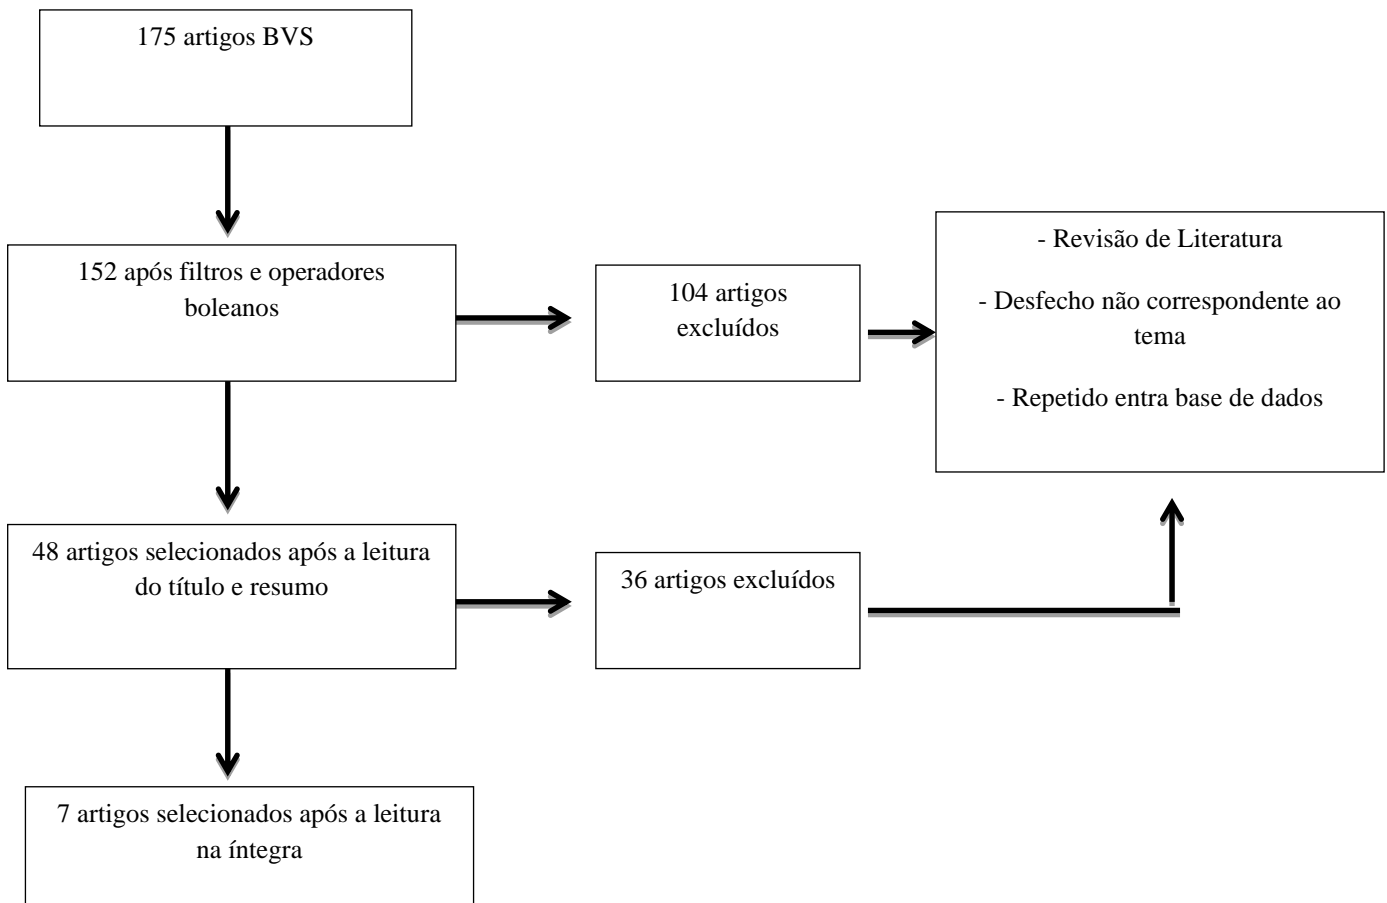 175 artigos BVS
152 após filtros e operadores
boleanos
104 artigos
excluídos
- Revisão de Literatura
- Desfecho não correspondente ao
tema
- Repetido entra base de dados
48 artigos selecionados após a leitura
do título e resumo
36 artigos excluídos
7 artigos selecionados após a leitura
na íntegra